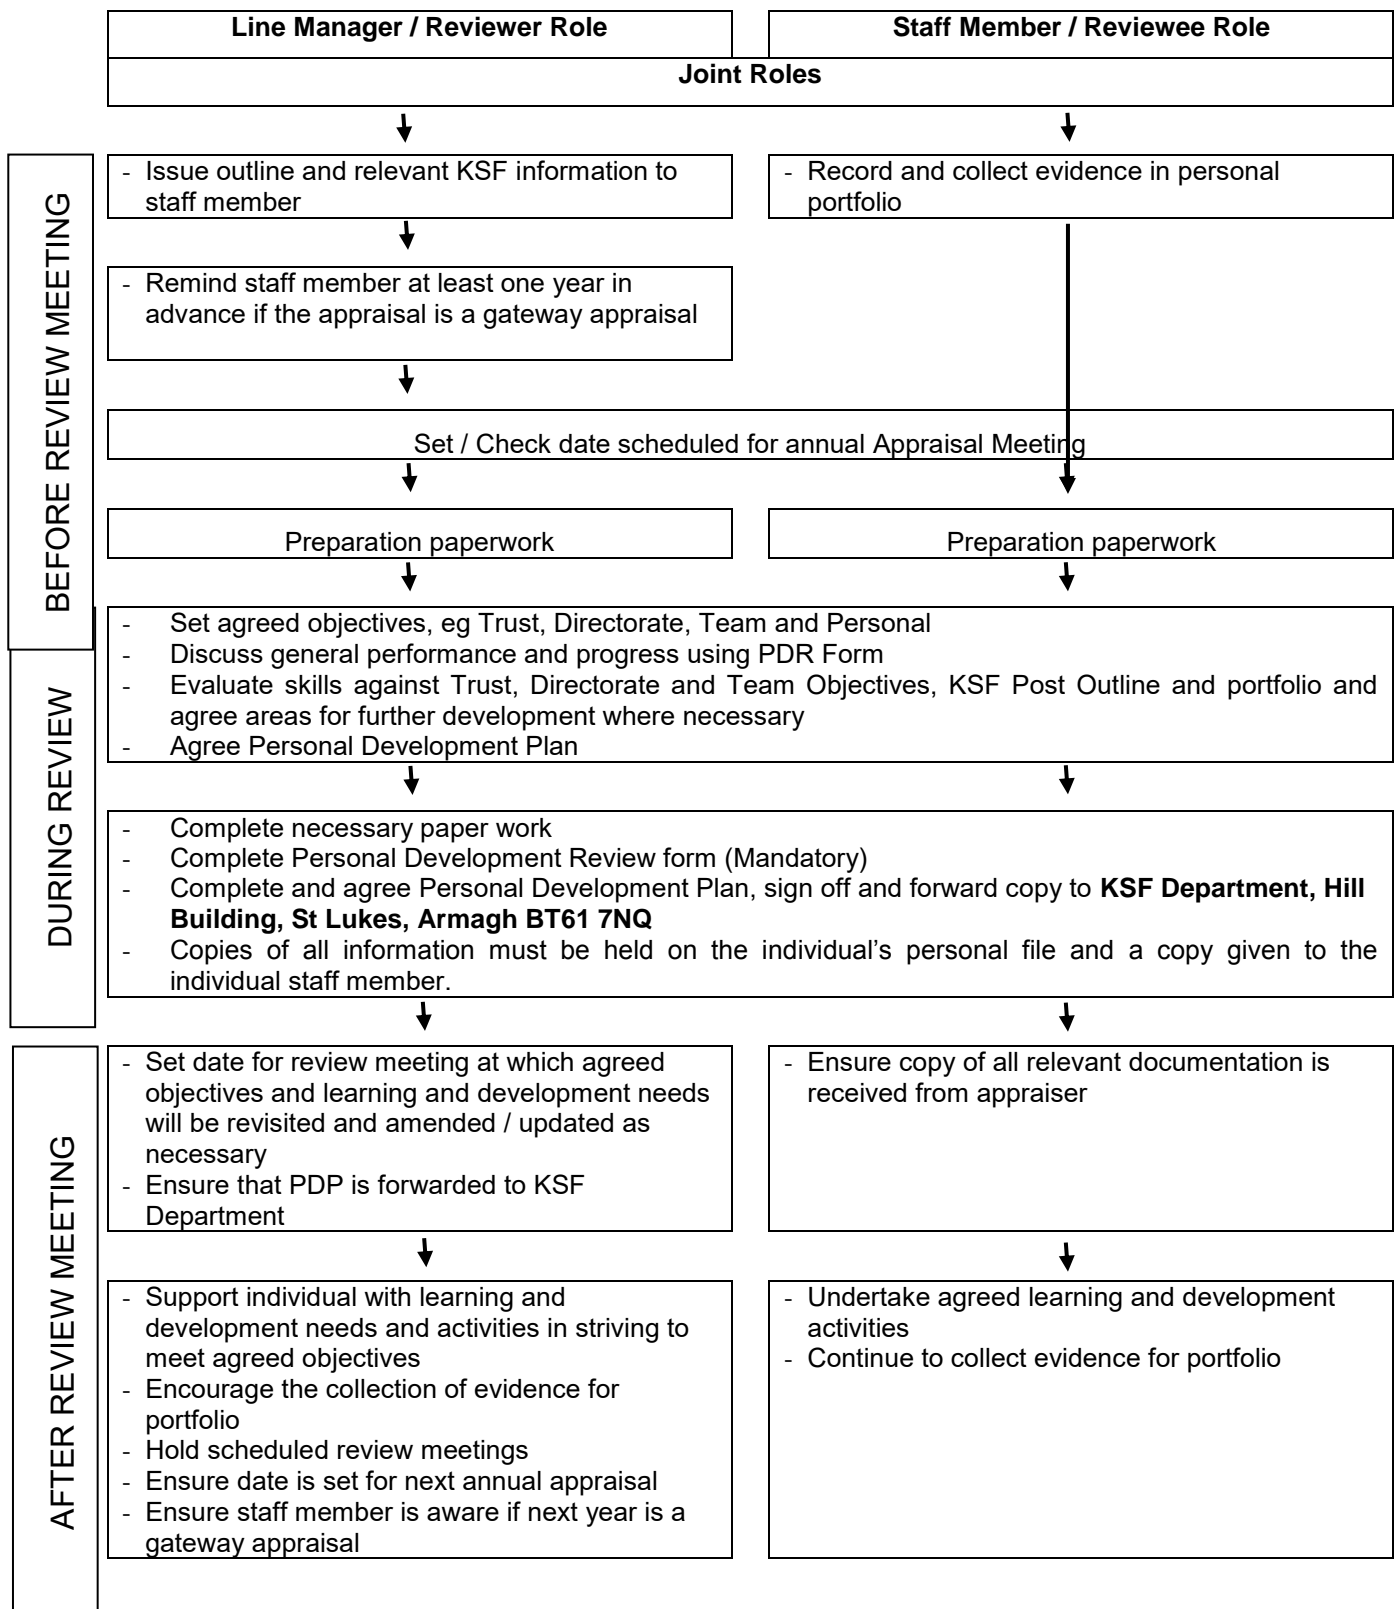 Line Manager / Reviewer Role
Staff Member / Reviewee Role
Joint Roles
BEFORE REVIEW MEETING
- Issue outline and relevant KSF information to
staff member
- Record and collect evidence in personal
portfolio
- Remind staff member at least one year in
advance if the appraisal is a gateway appraisal
Set / Check date scheduled for annual Appraisal Meeting
Preparation paperwork
Preparation paperwork
DURING REVIEW
- Set agreed objectives, eg Trust, Directorate, Team and Personal
- Discuss general performance and progress using PDR Form
- Evaluate skills against Trust, Directorate and Team Objectives, KSF Post Outline and portfolio and
agree areas for further development where necessary
- Agree Personal Development Plan
- Complete necessary paper work
- Complete Personal Development Review form (Mandatory)
- Complete and agree Personal Development Plan, sign off and forward copy to KSF Department, Hill
Building, St Lukes, Armagh BT61 7NQ
- Copies of all information must be held on the individual's personal file and a copy given to the
individual staff member.
AFTER REVIEW MEETING
- Set date for review meeting at which agreed
objectives and learning and development needs
will be revisited and amended / updated as
necessary
- Ensure that PDP is forwarded to KSF
Department
- Ensure copy of all relevant documentation is
received from appraiser
- Support individual with learning and
development needs and activities in striving to
meet agreed objectives
- Encourage the collection of evidence for
portfolio
- Hold scheduled review meetings
- Ensure date is set for next annual appraisal
- Ensure staff member is aware if next year is a
gateway appraisal
- Undertake agreed learning and development
activities
- Continue to collect evidence for portfolio